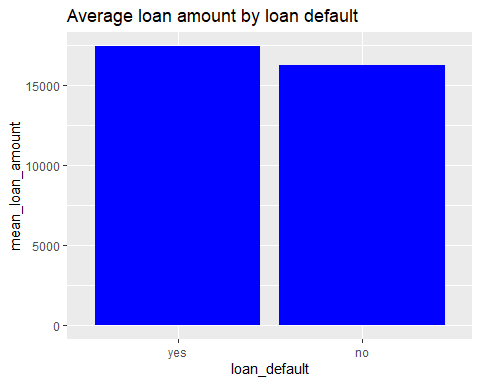 Average loan amount by loan default
mean_loan_amount
15000
10000
5000
0
yes
no
loan_default